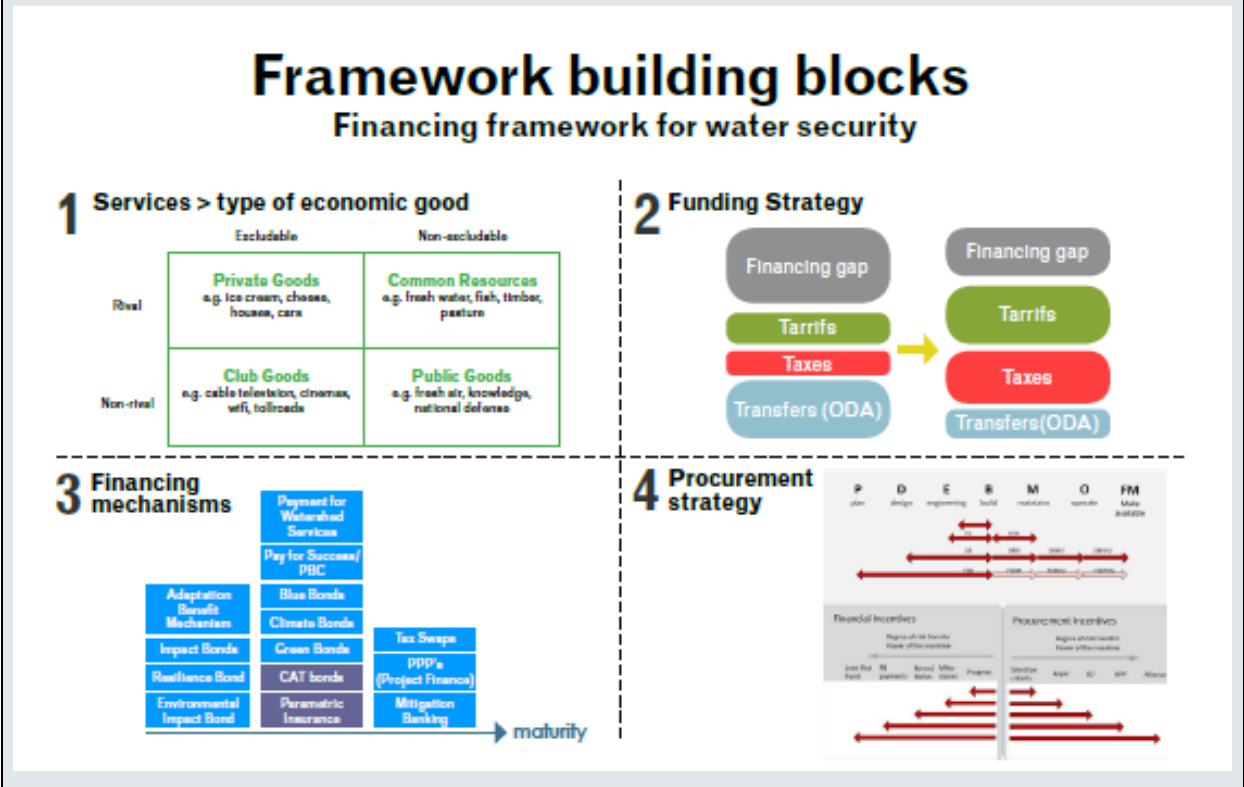 Framework building blocks
Financing framework for water security
1 Services > type of economic good
Excludable Non-excludable
Rival
Private Goods
e.g. ice cream, cheese,
houses, cars
Common Resources
e.g. fresh water, fish, timber,
pasture
Non-rival
Club Goods
e.g. cable television, cinemas,
wifi, tollroads
Public Goods
e.g. fresh air, knowledge,
national defense
2 Funding Strategy
Financing gap
Tarrifs
Taxes
Transfers (ODA)
Financing gap
Tarrifs
Taxes
Transfers(ODA)
3 Financing
mechanisms
Adaptation
Benefit
Mechanism
Impact Bonds
Resilience Bond
Environmental
Impact Bond
Payment for
Watershed
Services
Pay for Success/
PBC
Blue Bonds
Climate Bonds
Green Bonds
CAT bonds
Parametric
Insurance
Tax Swaps
PPP's
(Project Finance)
Mitigation
Banking
maturity
4 Procurement
strategy
P D E B M O FM
plan design engineering build maintain operate Make
available
Financial Incentives
Procurement Incentives